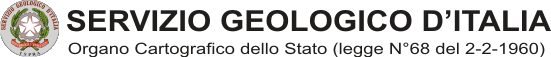 SERVIZIO GEOLOGICO D'ITALIA
Organo Cartografico dello Stato (legge N°68 del 2-2-1960)